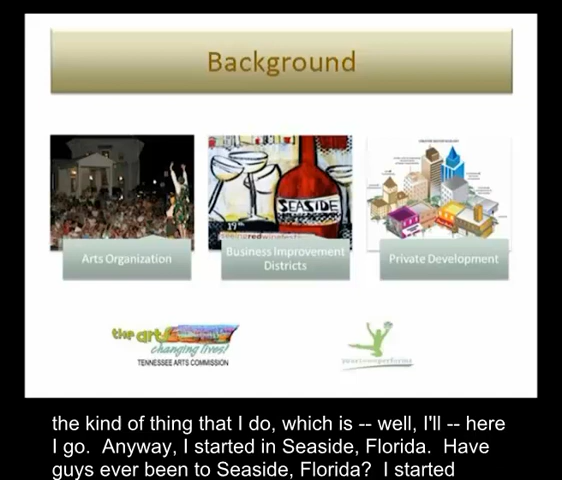 Background
SEASIDE
Arts Organization
Business Improvement
Districts
Private Development
the arts
changing lives!
TENNESSEE ARTS COMMISSION
the kind of thing that I do, which is -- well, I'll -- here
I go.  Anyway, I started in Seaside, Florida.  Have
guys ever been to Seaside, Florida?  I started